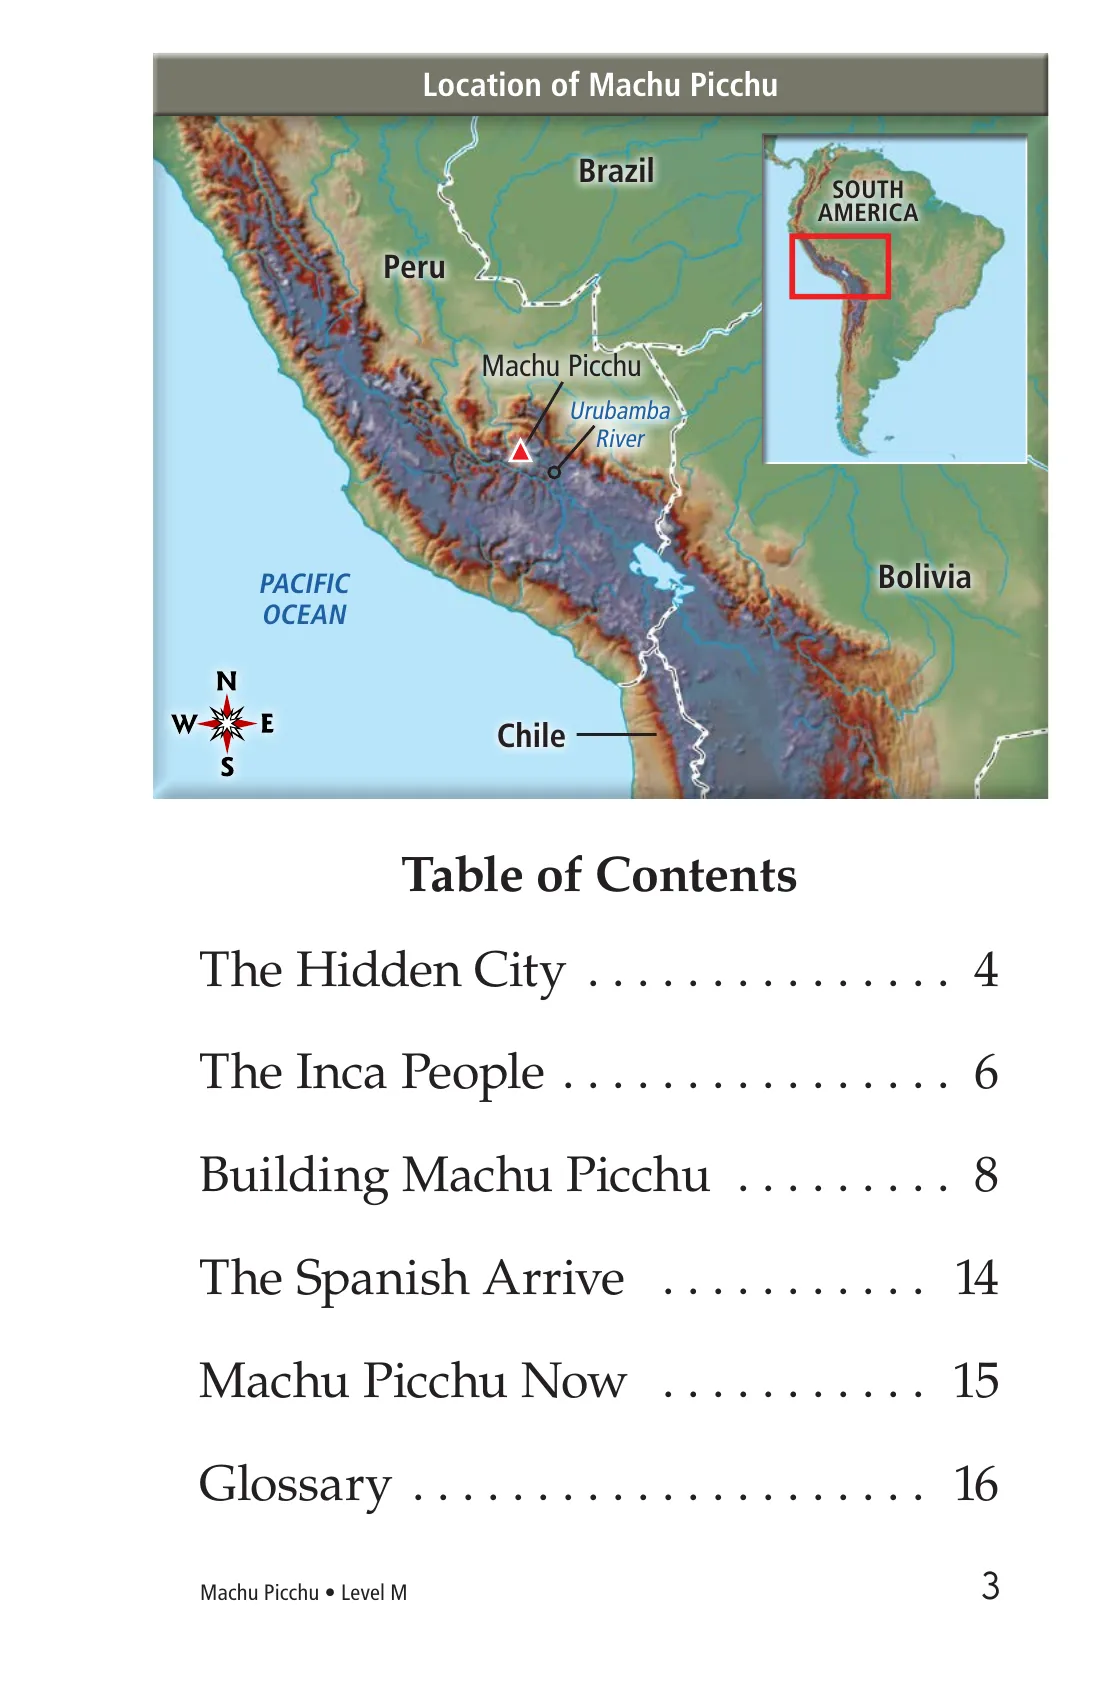 Location of Machu Picchu
Brazil
SOUTH
AMERICA
Peru
Machu Picchu
Urubamba
River
PACIFIC
OCEAN
Bolivia
N
W E
S
Chile
Table of Contents
The Hidden City . . . . . . . . . . . . . . . 4
The Inca People . . . . . . . . . . . . . . . . 6
Building Machu Picchu . . . . . . . . . 8
The Spanish Arrive . . . . . . . . . . . 14
Machu Picchu Now . . . . . . . . . . . 15
Glossary . . . . . . . . . . . . . . . . . . . . . 16
Machu Picchu • Level M 3